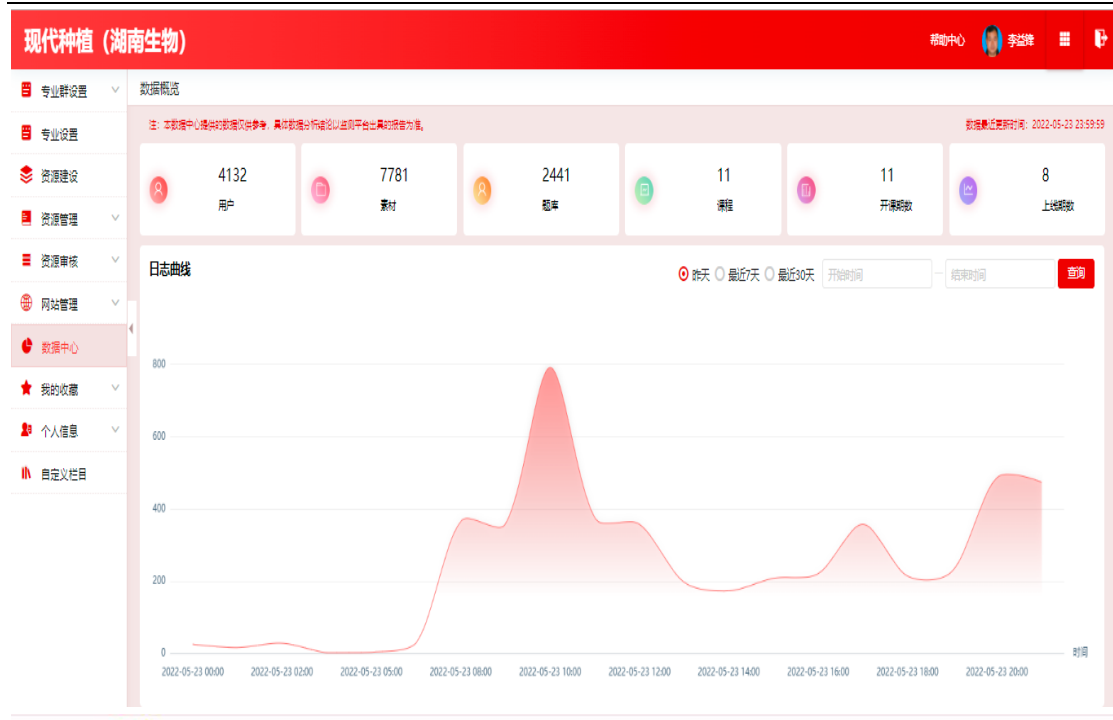 现代种植（湖南生物）
帮助中心 李益锋
专业群设置
专业设置
资源建设
资源管理
资源审核
网站管理
数据中心
我的收藏
个人信息
自定义栏目
数据概览
注：本数据中心提供的数据仅供参考，具体数据分析结论以监测平台出具的报告为准。
数据最近更新时间：2022-05-23 23:59:59
4132
用户
7781
素材
2441
题库
11
课程
11
开课期数
8
上线期数
日志曲线
昨天 最近7天 最近30天 开始时间 — 结束时间 查询
800
600
400
200
0
时间
2022-05-23 00:00 2022-05-23 02:00 2022-05-23 05:00 2022-05-23 08:00 2022-05-23 10:00 2022-05-23 12:00 2022-05-23 14:00 2022-05-23 16:00 2022-05-23 18:00 2022-05-23 20:00